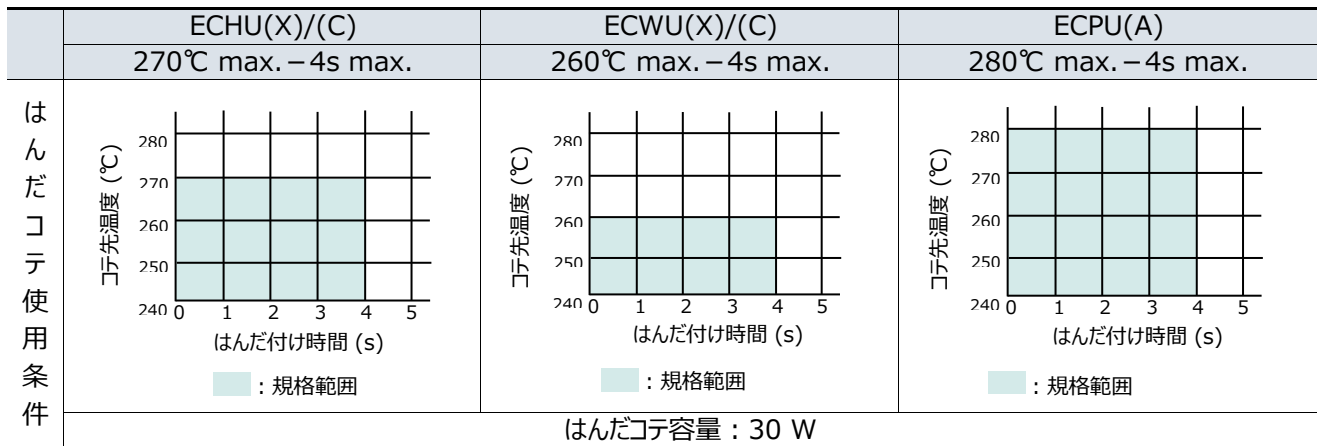 ECHU(X)/(C) ECWU(X)/(C) ECPU(A)
270℃ max.－4s max. 260℃ max.－4s max. 280℃ max.－4s max.
はんだコテ使用条件
コテ先温度 (℃)
280
270
260
250
240
0 1 2 3 4 5
はんだ付け時間 (s)
: 規格範囲
コテ先温度 (℃)
280
270
260
250
240
0 1 2 3 4 5
はんだ付け時間 (s)
: 規格範囲
コテ先温度 (℃)
280
270
260
250
240
0 1 2 3 4 5
はんだ付け時間 (s)
: 規格範囲
はんだコテ容量：30 W